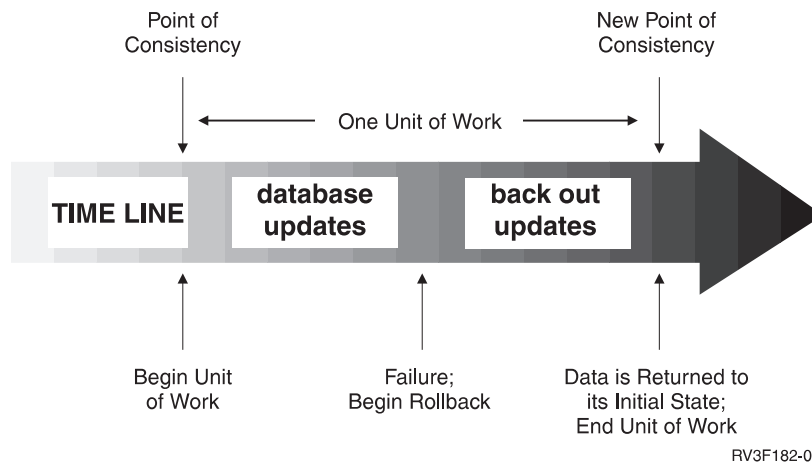 Point of
Consistency
New Point of
Consistency
One Unit of Work
TIME LINE
database
updates
back out
updates
Begin Unit
of Work
Failure;
Begin Rollback
Data is Returned to
its Initial State;
End Unit of Work
RV3F182-0